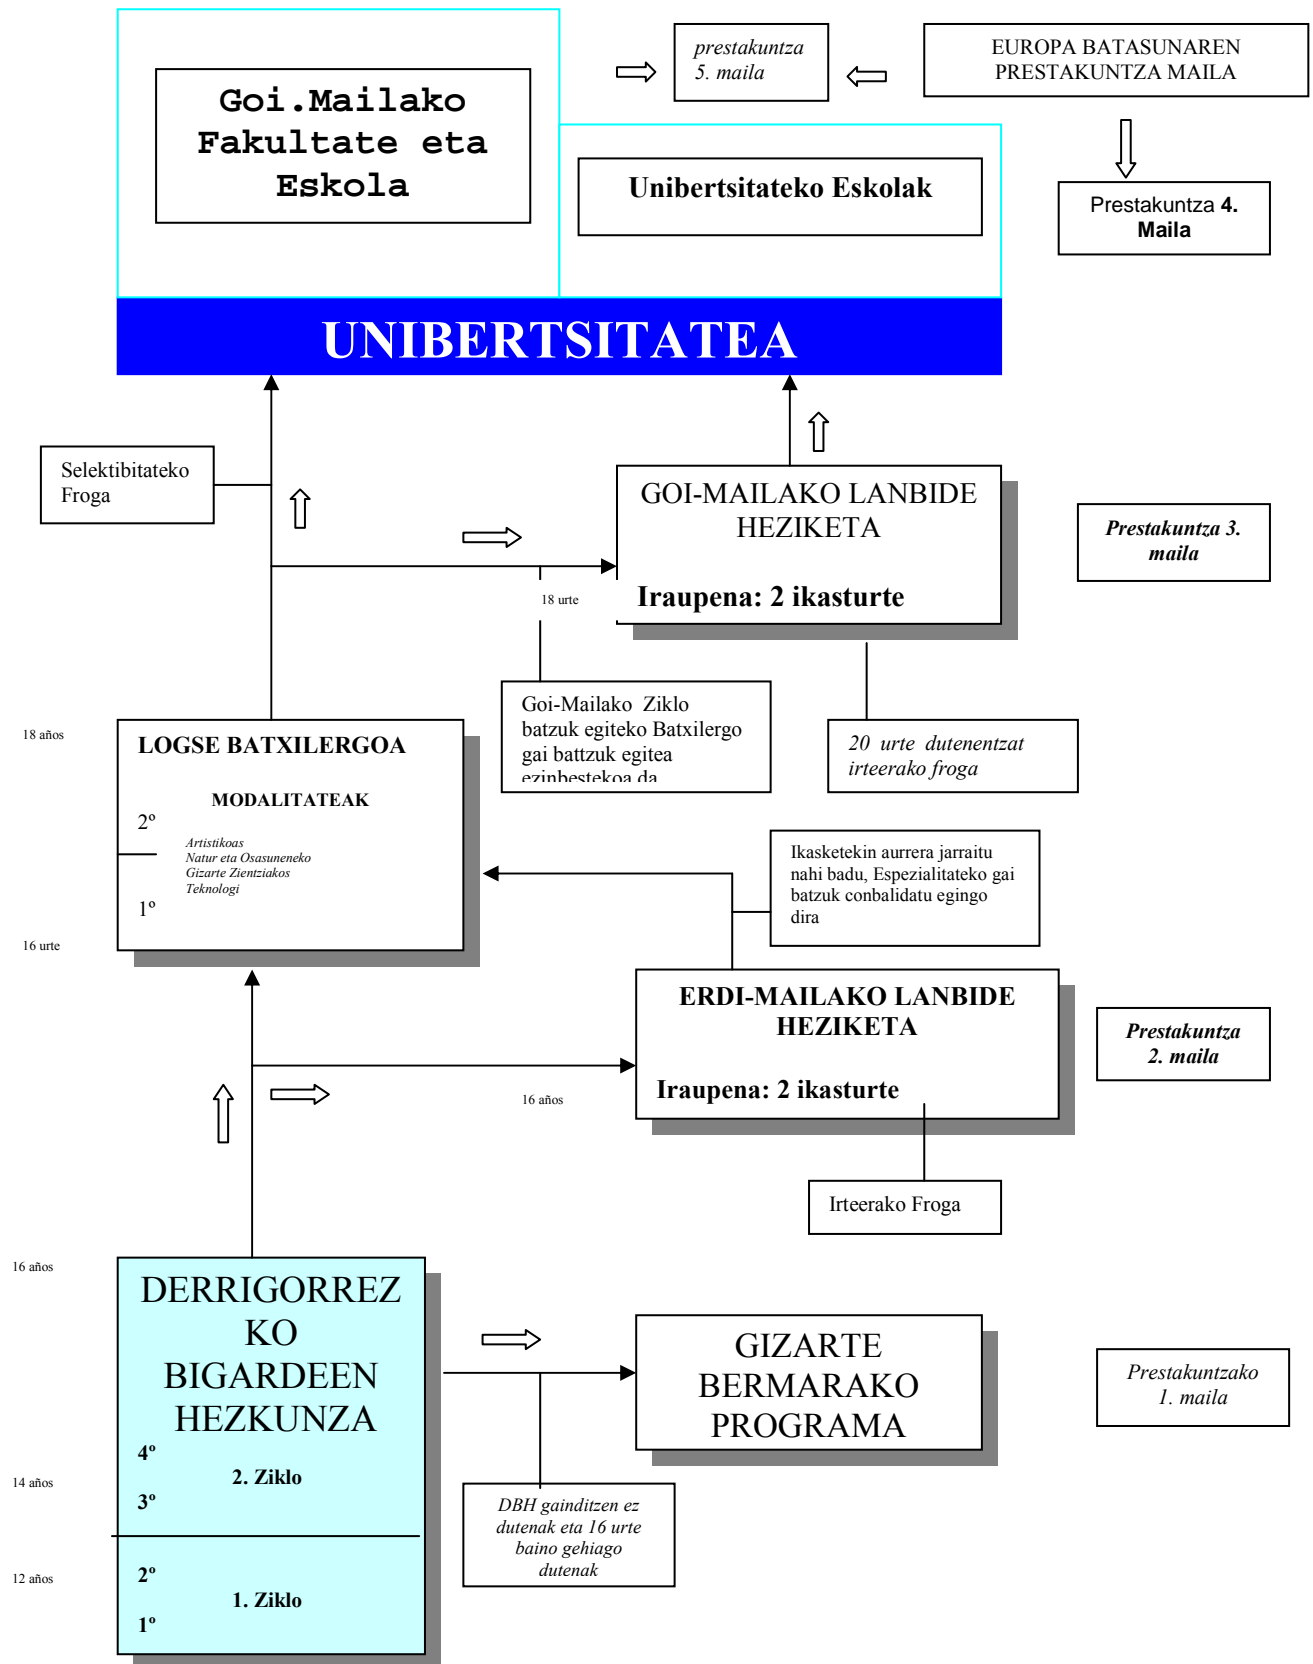 prestakuntza
5. maila
EUROPA BATASUNAREN
PRESTAKUNTZA MAILA
Goi.Mailako
Fakultate eta
Eskola
Unibertsitateko Eskolak
Prestakuntza 4.
Maila
UNIBERTSITATEA
Selektibitateko
Froga
GOI-MAILAKO LANBIDE
HEZIKETA
Iraupena: 2 ikasturte
Prestakuntza 3.
maila
18 urte
Goi-Mailako Ziklo
batzuk egiteko Batxilergo
gai battzuk egitea
ezinbestekoa da
20 urte dutenentzat
irteerako froga
18 años
LOGSE BATXILERGOA
MODALITATEAK
2º
Artistikoas
Natur eta Osasuneneko
Gizarte Zientziakos
Teknologi
1º
16 urte
Ikasketekin aurrera jarraitu
nahi badu, Espezialitateko gai
batzuk conbalidatu egingo
dira
ERDI-MAILAKO LANBIDE
HEZIKETA
Iraupena: 2 ikasturte
Prestakuntza
2. maila
16 años
Irteerako Froga
16 años
DERRIGORREZ
KO
BIGARDEEN
HEZKUNZA
4º
2. Ziklo
3º
14 años
2º
1. Ziklo
1º
12 años
GIZARTE
BERMARAKO
PROGRAMA
Prestakuntzako
1. maila
DBH gainditzen ez
dutenak eta 16 urte
baino gehiago
dutenak